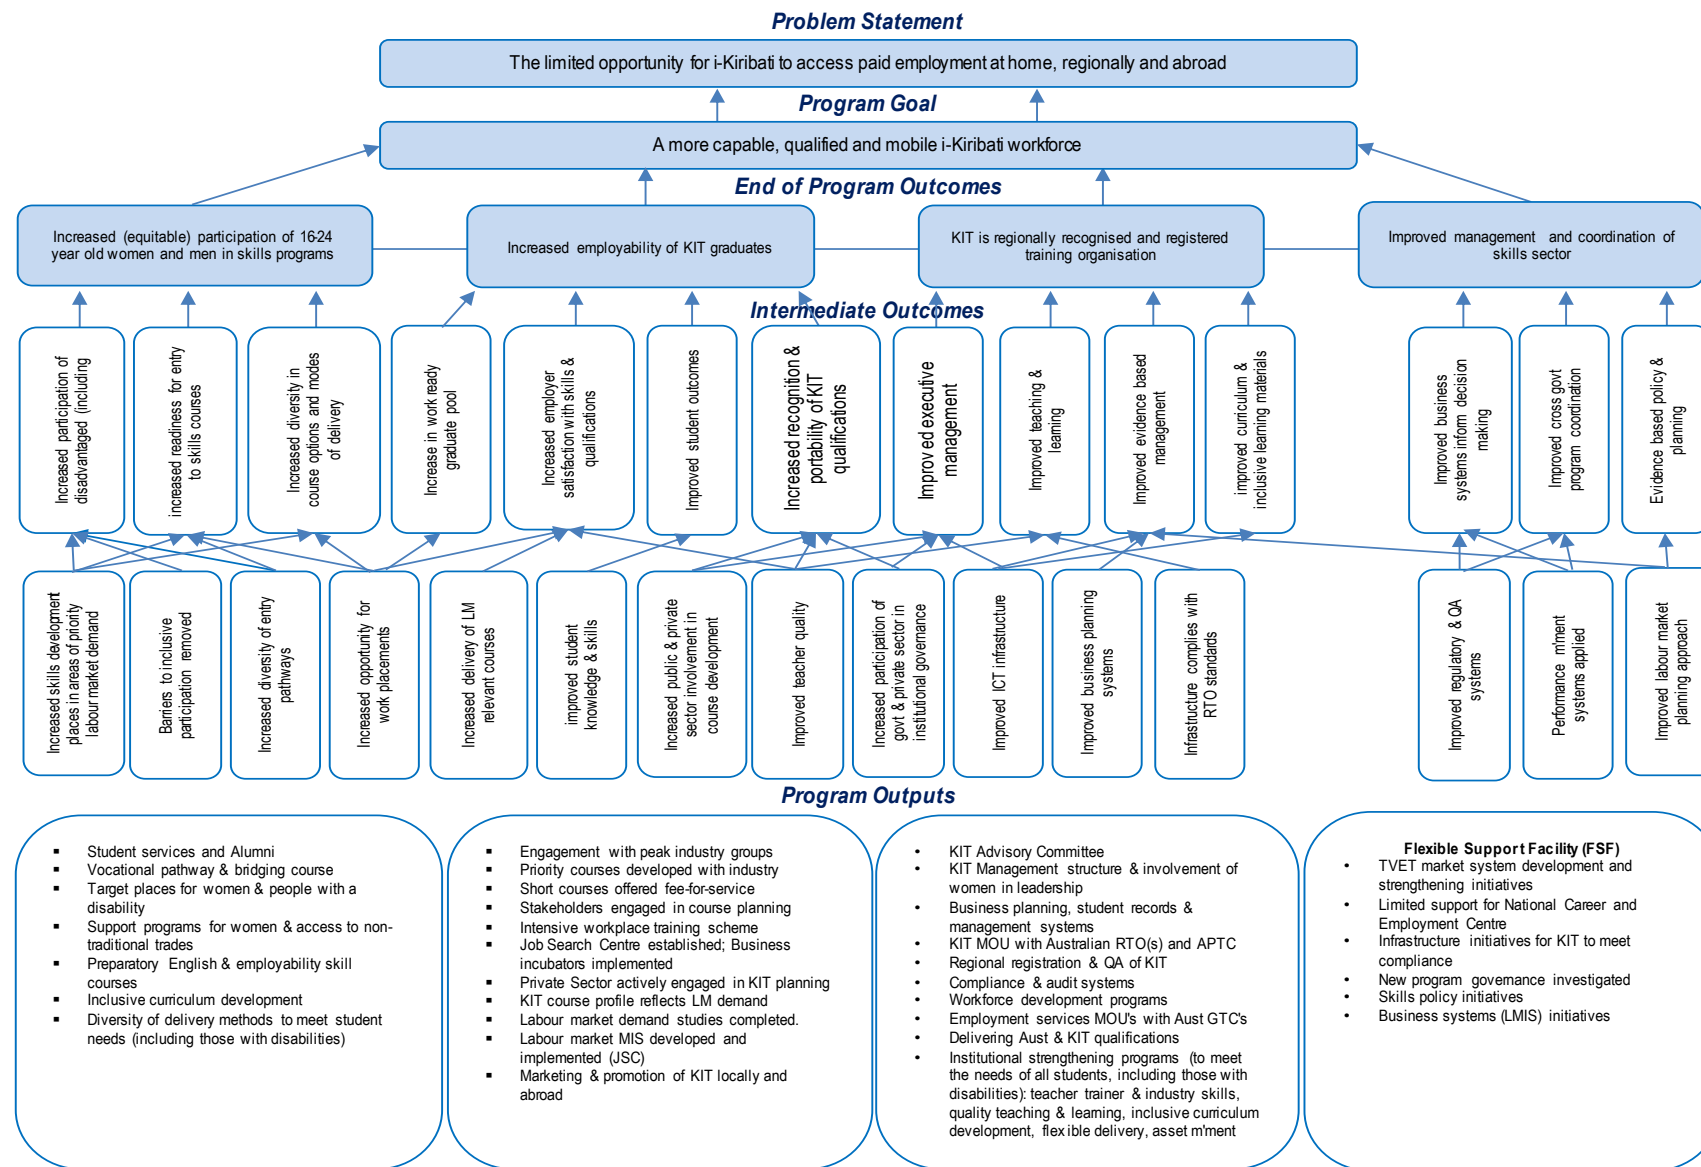 Problem Statement
The limited opportunity for i-Kiribati to access paid employment at home, regionally and abroad
Program Goal
A more capable, qualified and mobile i-Kiribati workforce
End of Program Outcomes
Increased (equitable) participation of 16-24
year old women and men in skills programs
Increased employability of KIT graduates
KIT is regionally recognised and registered
training organisation
Improved management and coordination of
skills sector
Intermediate Outcomes
Increased participation of
disadvantaged (including
increased readiness for entry
to skills courses
Increased diversity in
course options and modes
of delivery
Increase in work ready
graduate pool
Increased employer
satisfaction with skills &
qualifications
Improved student outcomes
Increased recognition &
portability of KIT
qualifications
Improv ed executive
management
Improved teaching &
learning
Improved evidence based
management
improved curriculum &
inclusive learning materials
Improved business
systems inform decision
making
Improved cross govt
program coordination
Evidence based policy &
planning
Increased skills development
places in areas of priority
labour market demand
Barriers to inclusive
participation removed
Increased diversity of entry
pathways
Increased opportunity for
work placements
Increased delivery of LM
relevant courses
improved student
knowledge & skills
Increased public & private
sector involvement in
course development
Improved teacher quality
Increased participation of
govt & private sector in
institutional governance
Improved ICT infrastructure
Improved business planning
systems
Infrastructure complies with
RTO standards
Improved regulatory & QA
systems
Performance m'tment
systems applied
Improved labour market
planning approach
Program Outputs
▪ Student services and Alumni
▪ Vocational pathway & bridging course
▪ Target places for women & people with a
disability
▪ Support programs for women & access to non-
traditional trades
▪ Preparatory English & employability skill
courses
▪ Inclusive curriculum development
▪ Diversity of delivery methods to meet student
needs (including those with disabilities)
▪ Engagement with peak industry groups
▪ Priority courses developed with industry
▪ Short courses offered fee-for-service
▪ Stakeholders engaged in course planning
▪ Intensive workplace training scheme
▪ Job Search Centre established; Business
incubators implemented
▪ Private Sector actively engaged in KIT planning
▪ KIT course profile reflects LM demand
▪ Labour market demand studies completed.
▪ Labour market MIS developed and
implemented (JSC)
▪ Marketing & promotion of KIT locally and
abroad
• KIT Advisory Committee
• KIT Management structure & involvement of
women in leadership
• Business planning, student records &
management systems
• KIT MOU with Australian RTO(s) and APTC
• Regional registration & QA of KIT
• Compliance & audit systems
• Workforce development programs
• Employment services MOU's with Aust GTC's
• Delivering Aust & KIT qualifications
• Institutional strengthening programs (to meet
the needs of all students, including those with
disabilities): teacher trainer & industry skills,
quality teaching & learning, inclusive curriculum
development, flexible delivery, asset m'ment
Flexible Support Facility (FSF)
• TVET market system development and
strengthening initiatives
• Limited support for National Career and
Employment Centre
• Infrastructure initiatives for KIT to meet
compliance
• New program governance investigated
• Skills policy initiatives
• Business systems (LMIS) initiatives